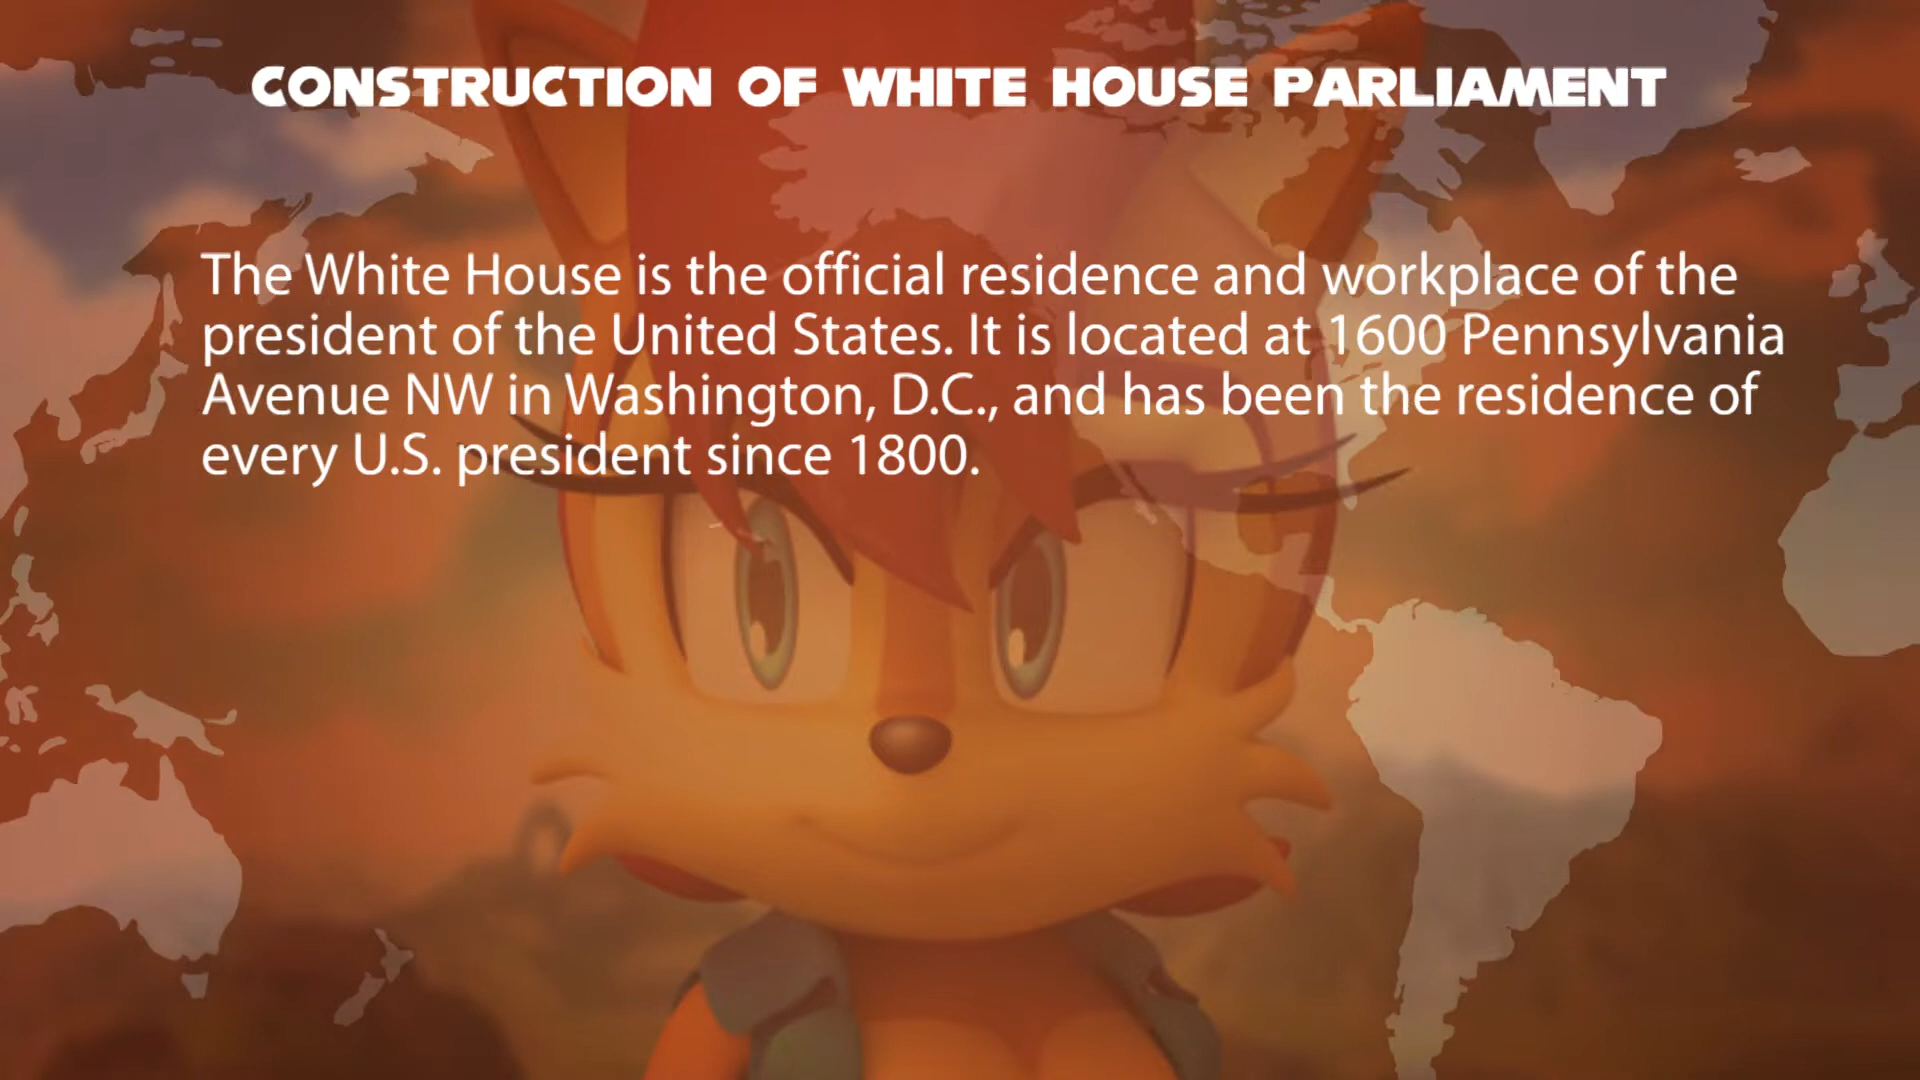 CONSTRUCTION OF WHITE HOUSE PARLIAMENT
The White House is the official residence and workplace of the
president of the United States. It is located at 1600 Pennsylvania
Avenue NW in Washington, D.C., and has been the residence of
every U.S. president since 1800.